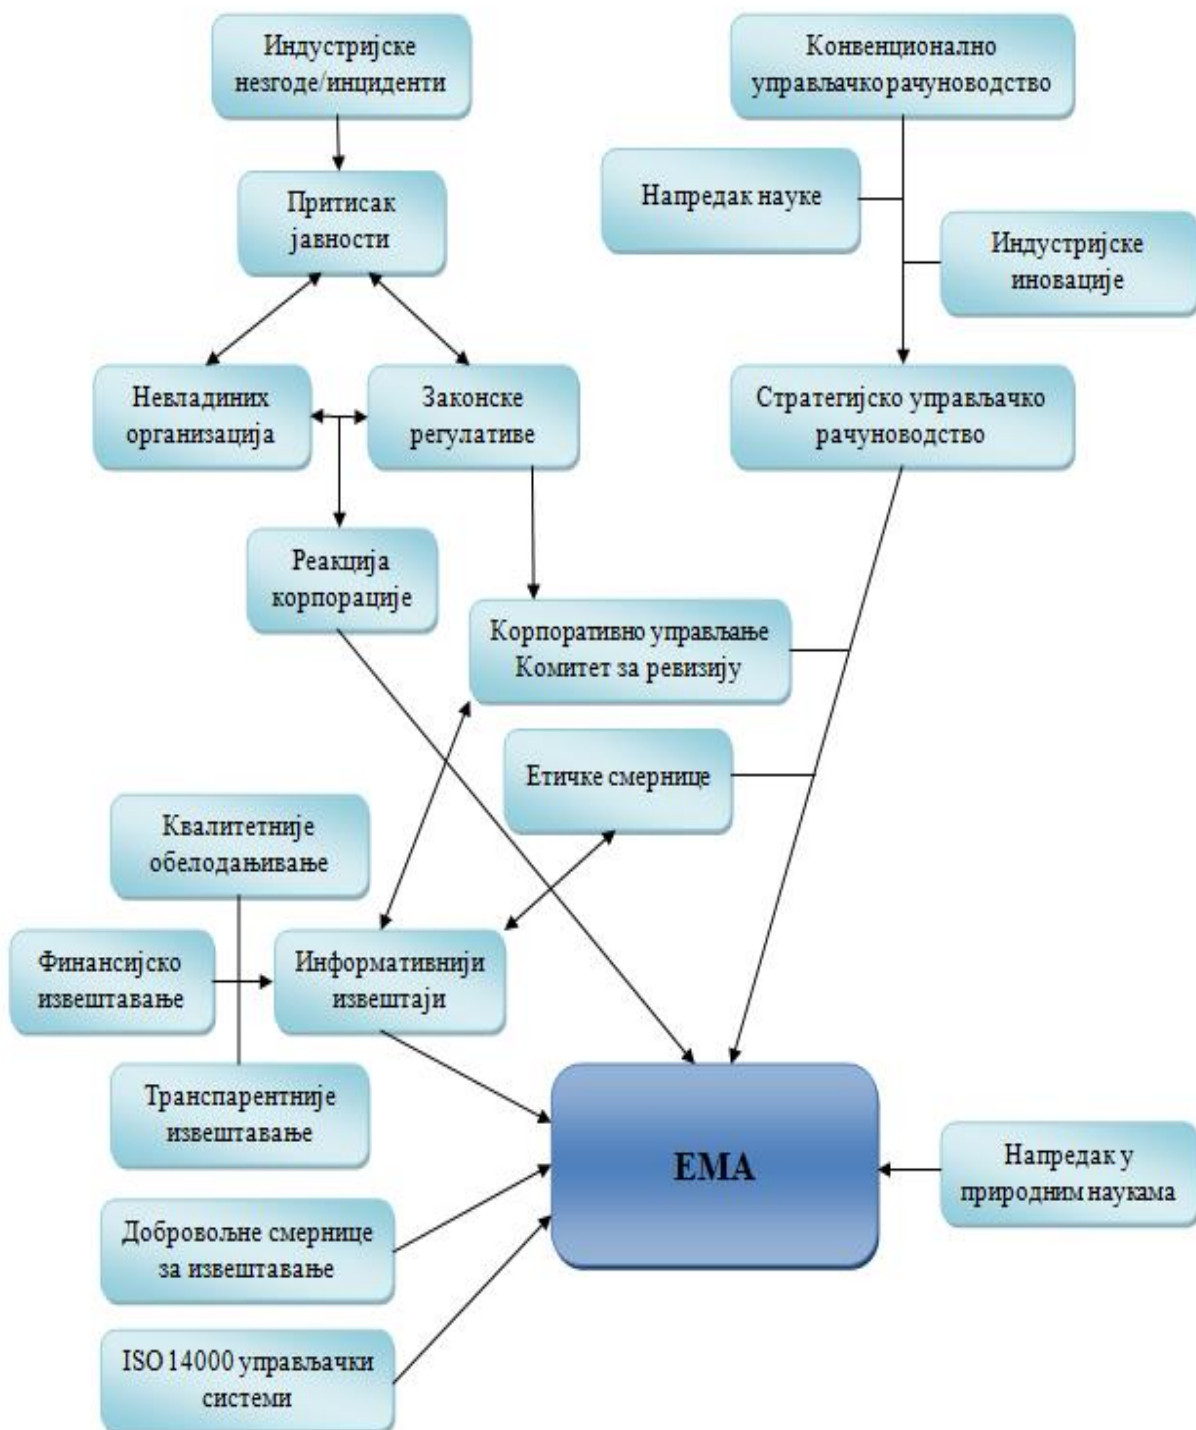 Индустријске
незгоде/инциденти
Конвенционално
управљачко рачуноводство
Притисак
јавности
Напредак науке
Индустријске
иновације
Невладиних
организација
Законске
регулативе
Стратегијско управљачко
рачуноводство
Реакција
корпорације
Корпоративно управљање
Комитет за ревизију
Етичке смернице
Квалитетније
обелодањивање
Финансијско
извештавање
Информативнији
извештаји
Транспарентније
извештавање
ЕМА
Напредак у
природним наукама
Добровољне смернице
за извештавање
ISO 14000 управљачки
системи